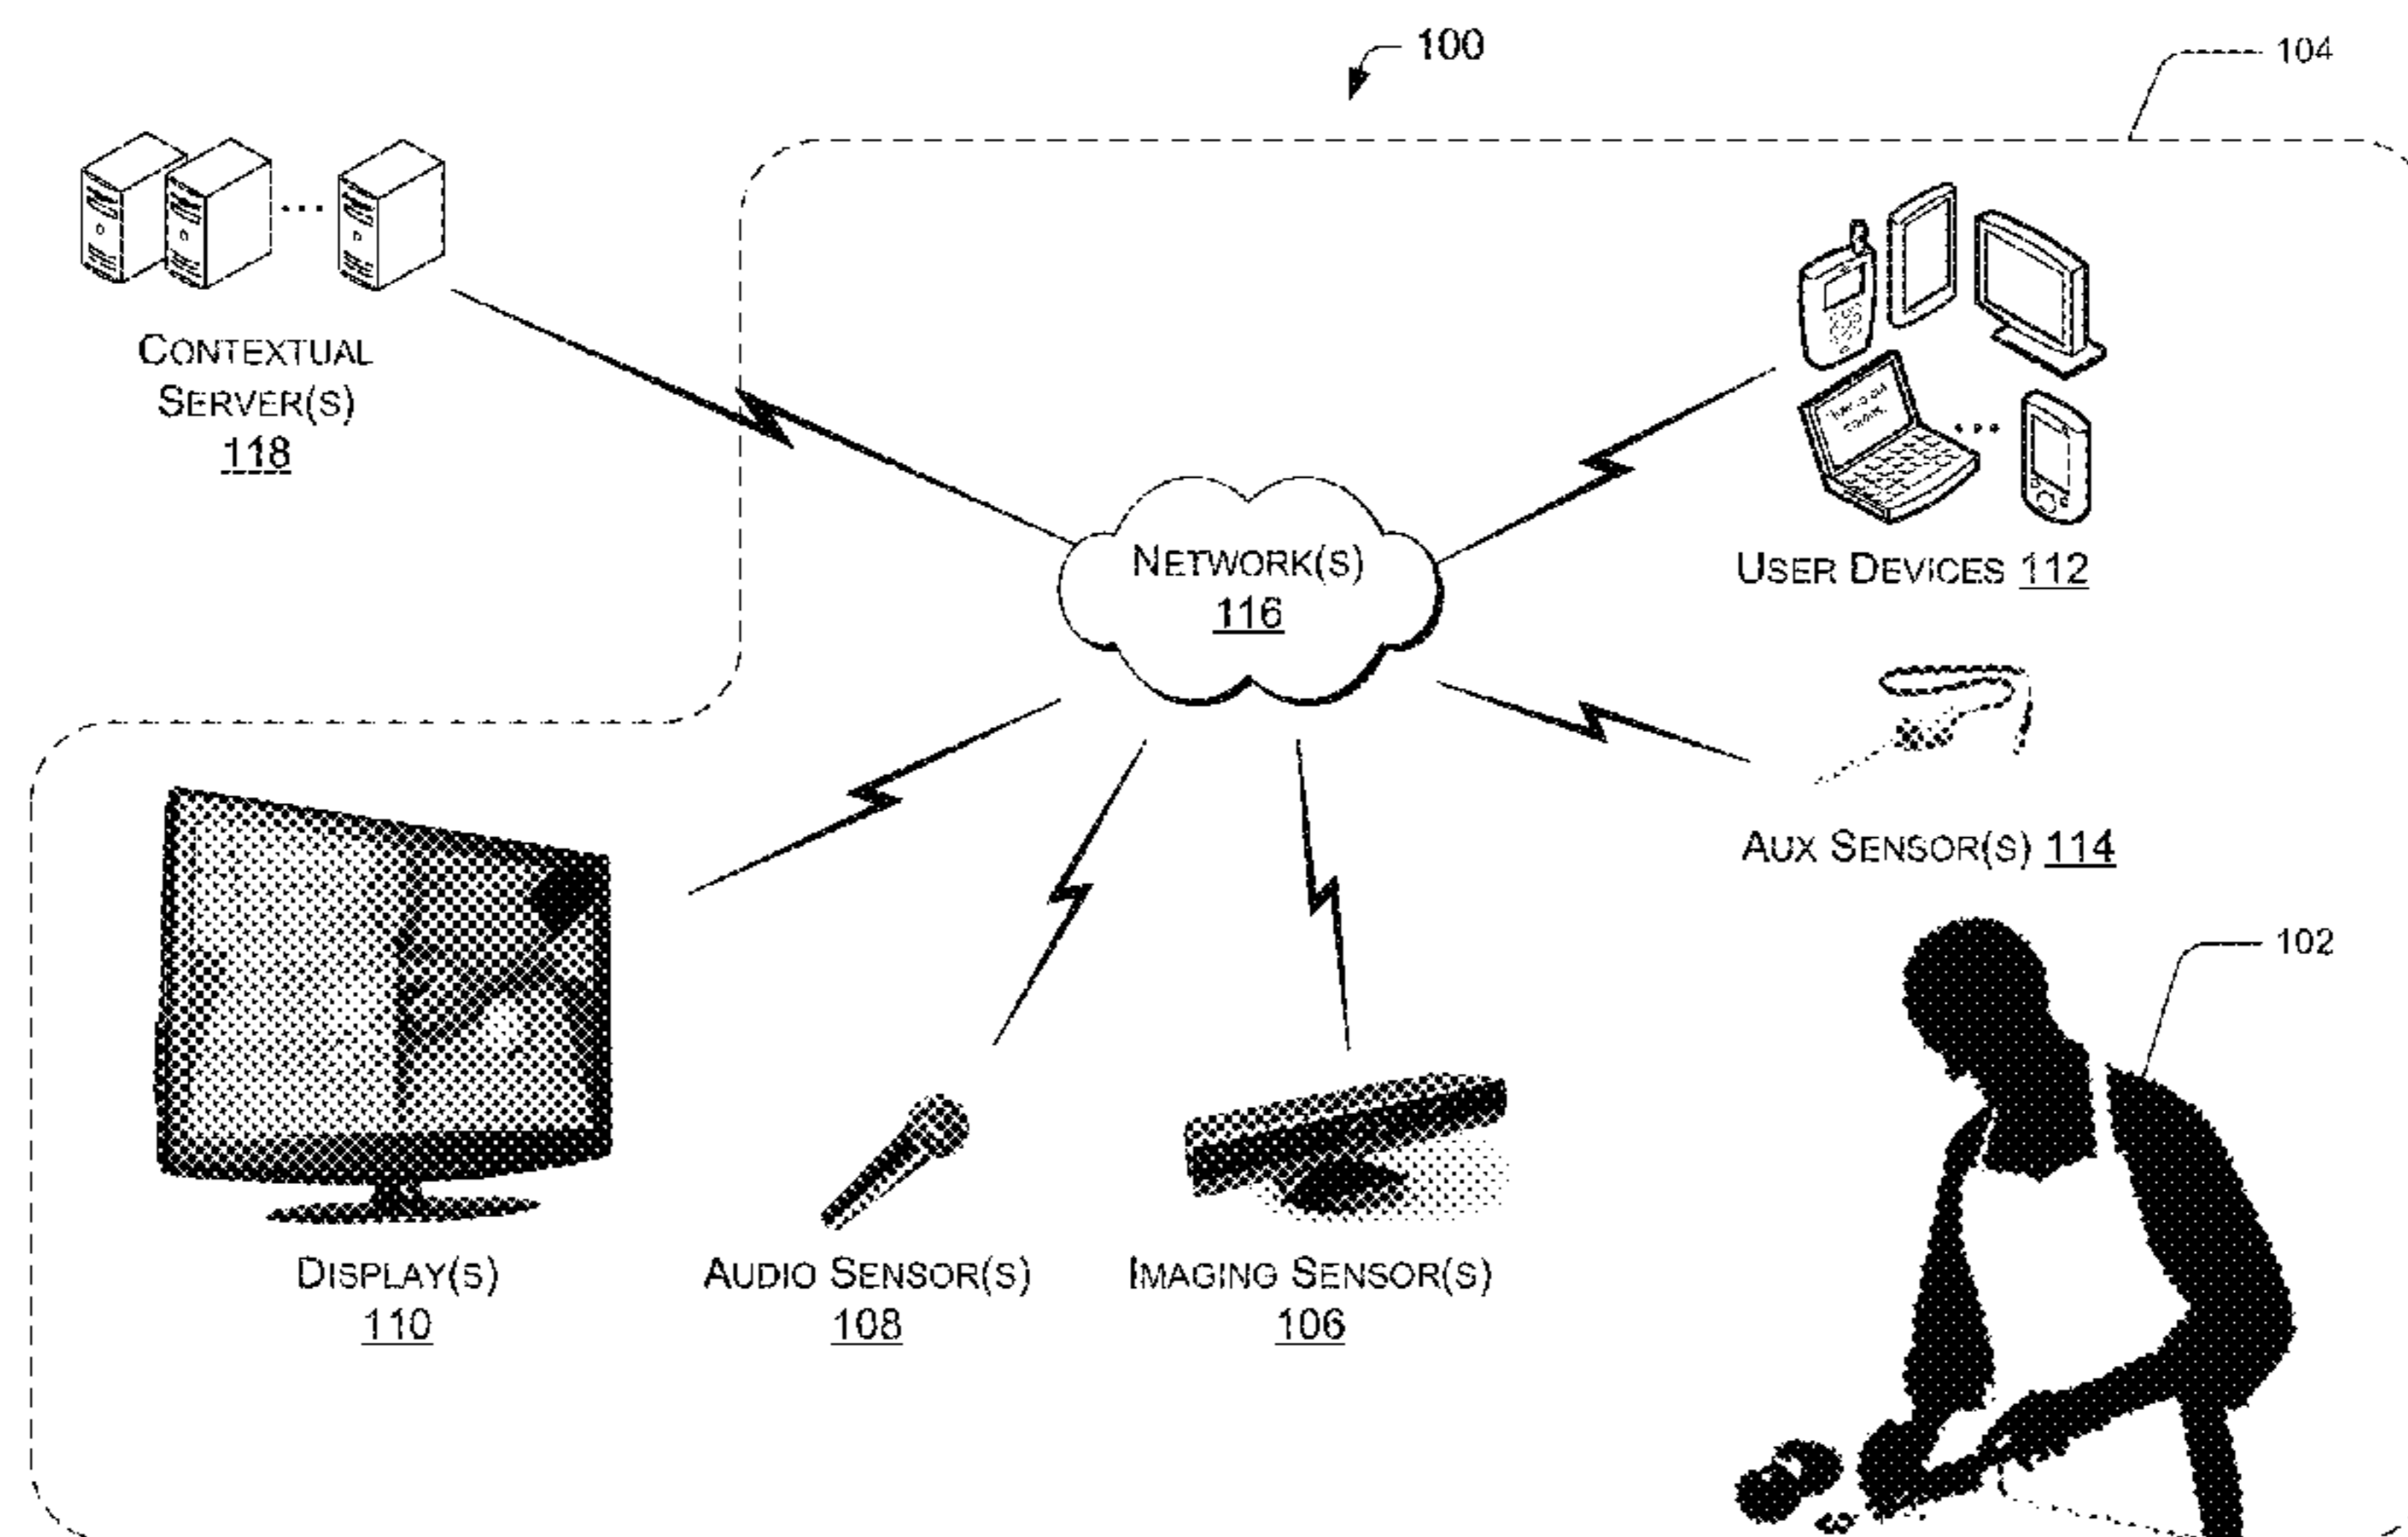 100
104
CONTEXTUAL
SERVER(S)
118
NETWORK(S)
116
USER DEVICES 112
AUX SENSOR(S) 114
102
DISPLAY(S)
110
AUDIO SENSOR(S)
108
IMAGING SENSOR(S)
106